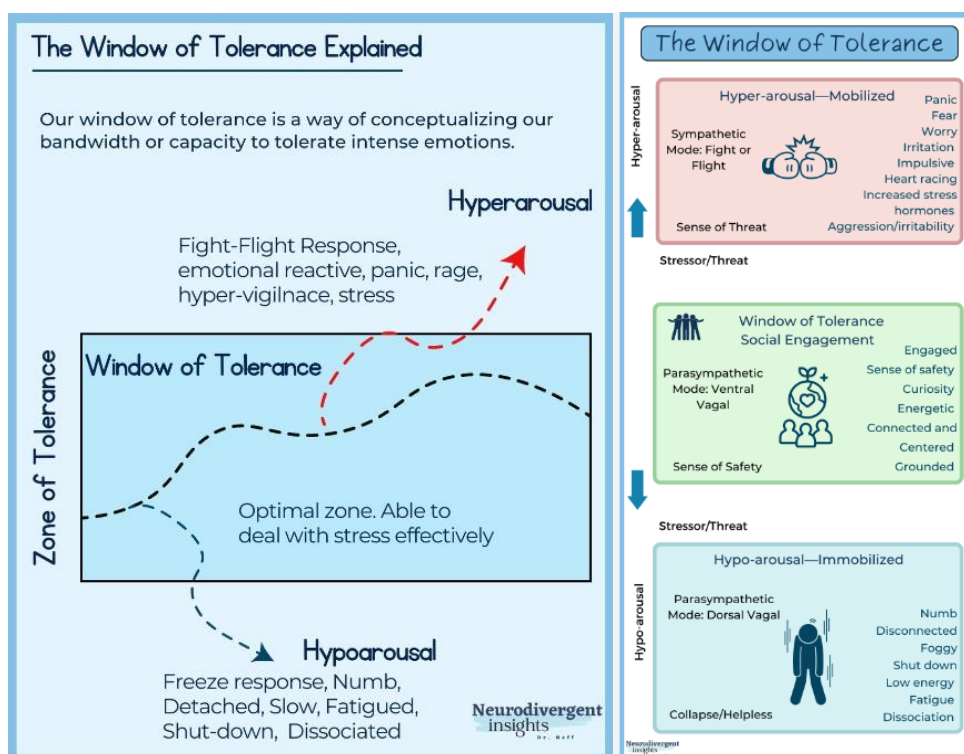 The Window of Tolerance Explained
Our window of tolerance is a way of conceptualizing our
bandwidth or capacity to tolerate intense emotions.
Hyperarousal
Fight-Flight Response,
emotional reactive, panic, rage,
hyper-vigilnace, stress
Zone of Tolerance
Window of Tolerance
Optimal zone. Able to
deal with stress effectively
Hypoarousal
Freeze response, Numb,
Detached, Slow, Fatigued,
Shut-down, Dissociated
Neurodivergent
insights
Dr. Neff
The Window of Tolerance
Hyper-arousal
Hyper-arousal—Mobilized
Sympathetic
Mode: Fight or
Flight
Sense of Threat
Panic
Fear
Worry
Irritation
Impulsive
Heart racing
Increased stress
hormones
Aggression/irritability
Stressor/Threat
Window of Tolerance
Social Engagement
Parasympathetic
Mode: Ventral
Vagal
Sense of Safety
Engaged
Sense of safety
Curiosity
Energetic
Connected and
Centered
Grounded
Stressor/Threat
Hypo-arousal
Hypo-arousal—Immobilized
Parasympathetic
Mode: Dorsal Vagal
Collapse/Helpless
Numb
Disconnected
Foggy
Shut down
Low energy
Fatigue
Dissociation
Neurodivergent
insights